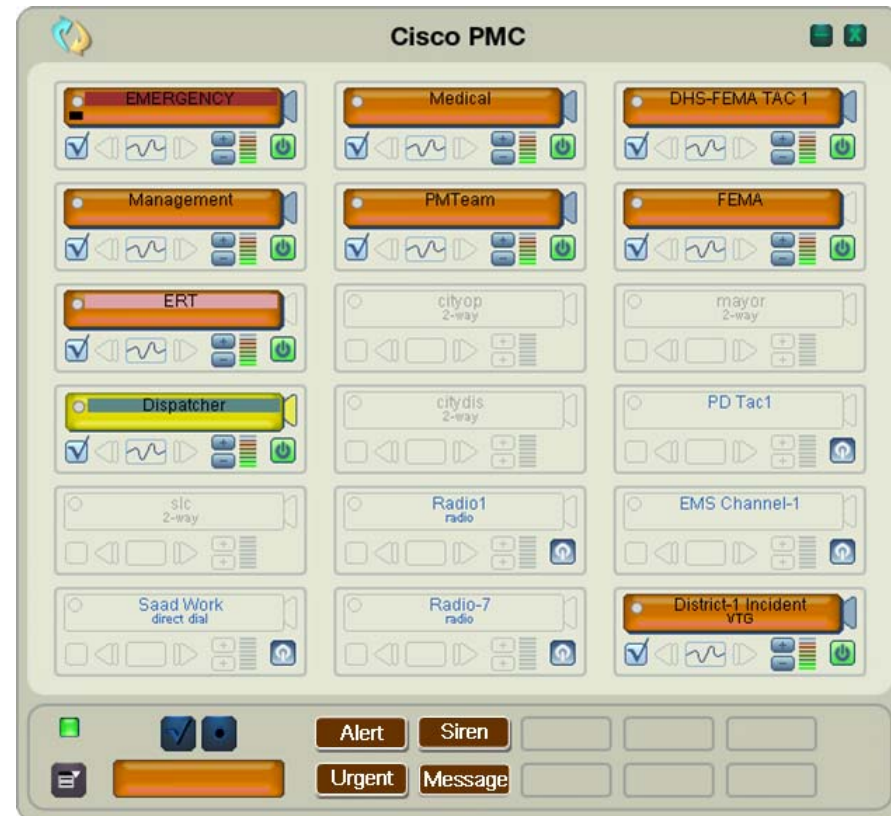 Cisco PMC
EMERGENCY
Medical
DHS-FEMA TAC 1
Management
PMTeam
FEMA
ERT
cityop
2-way
mayor
2-way
Dispatcher
citydis
2-way
PD Tac1
slc
2-way
Radio1
radio
EMS Channel-1
Saad Work
direct dial
Radio-7
radio
District-1 Incident
VTG
Alert
Siren
Urgent
Message